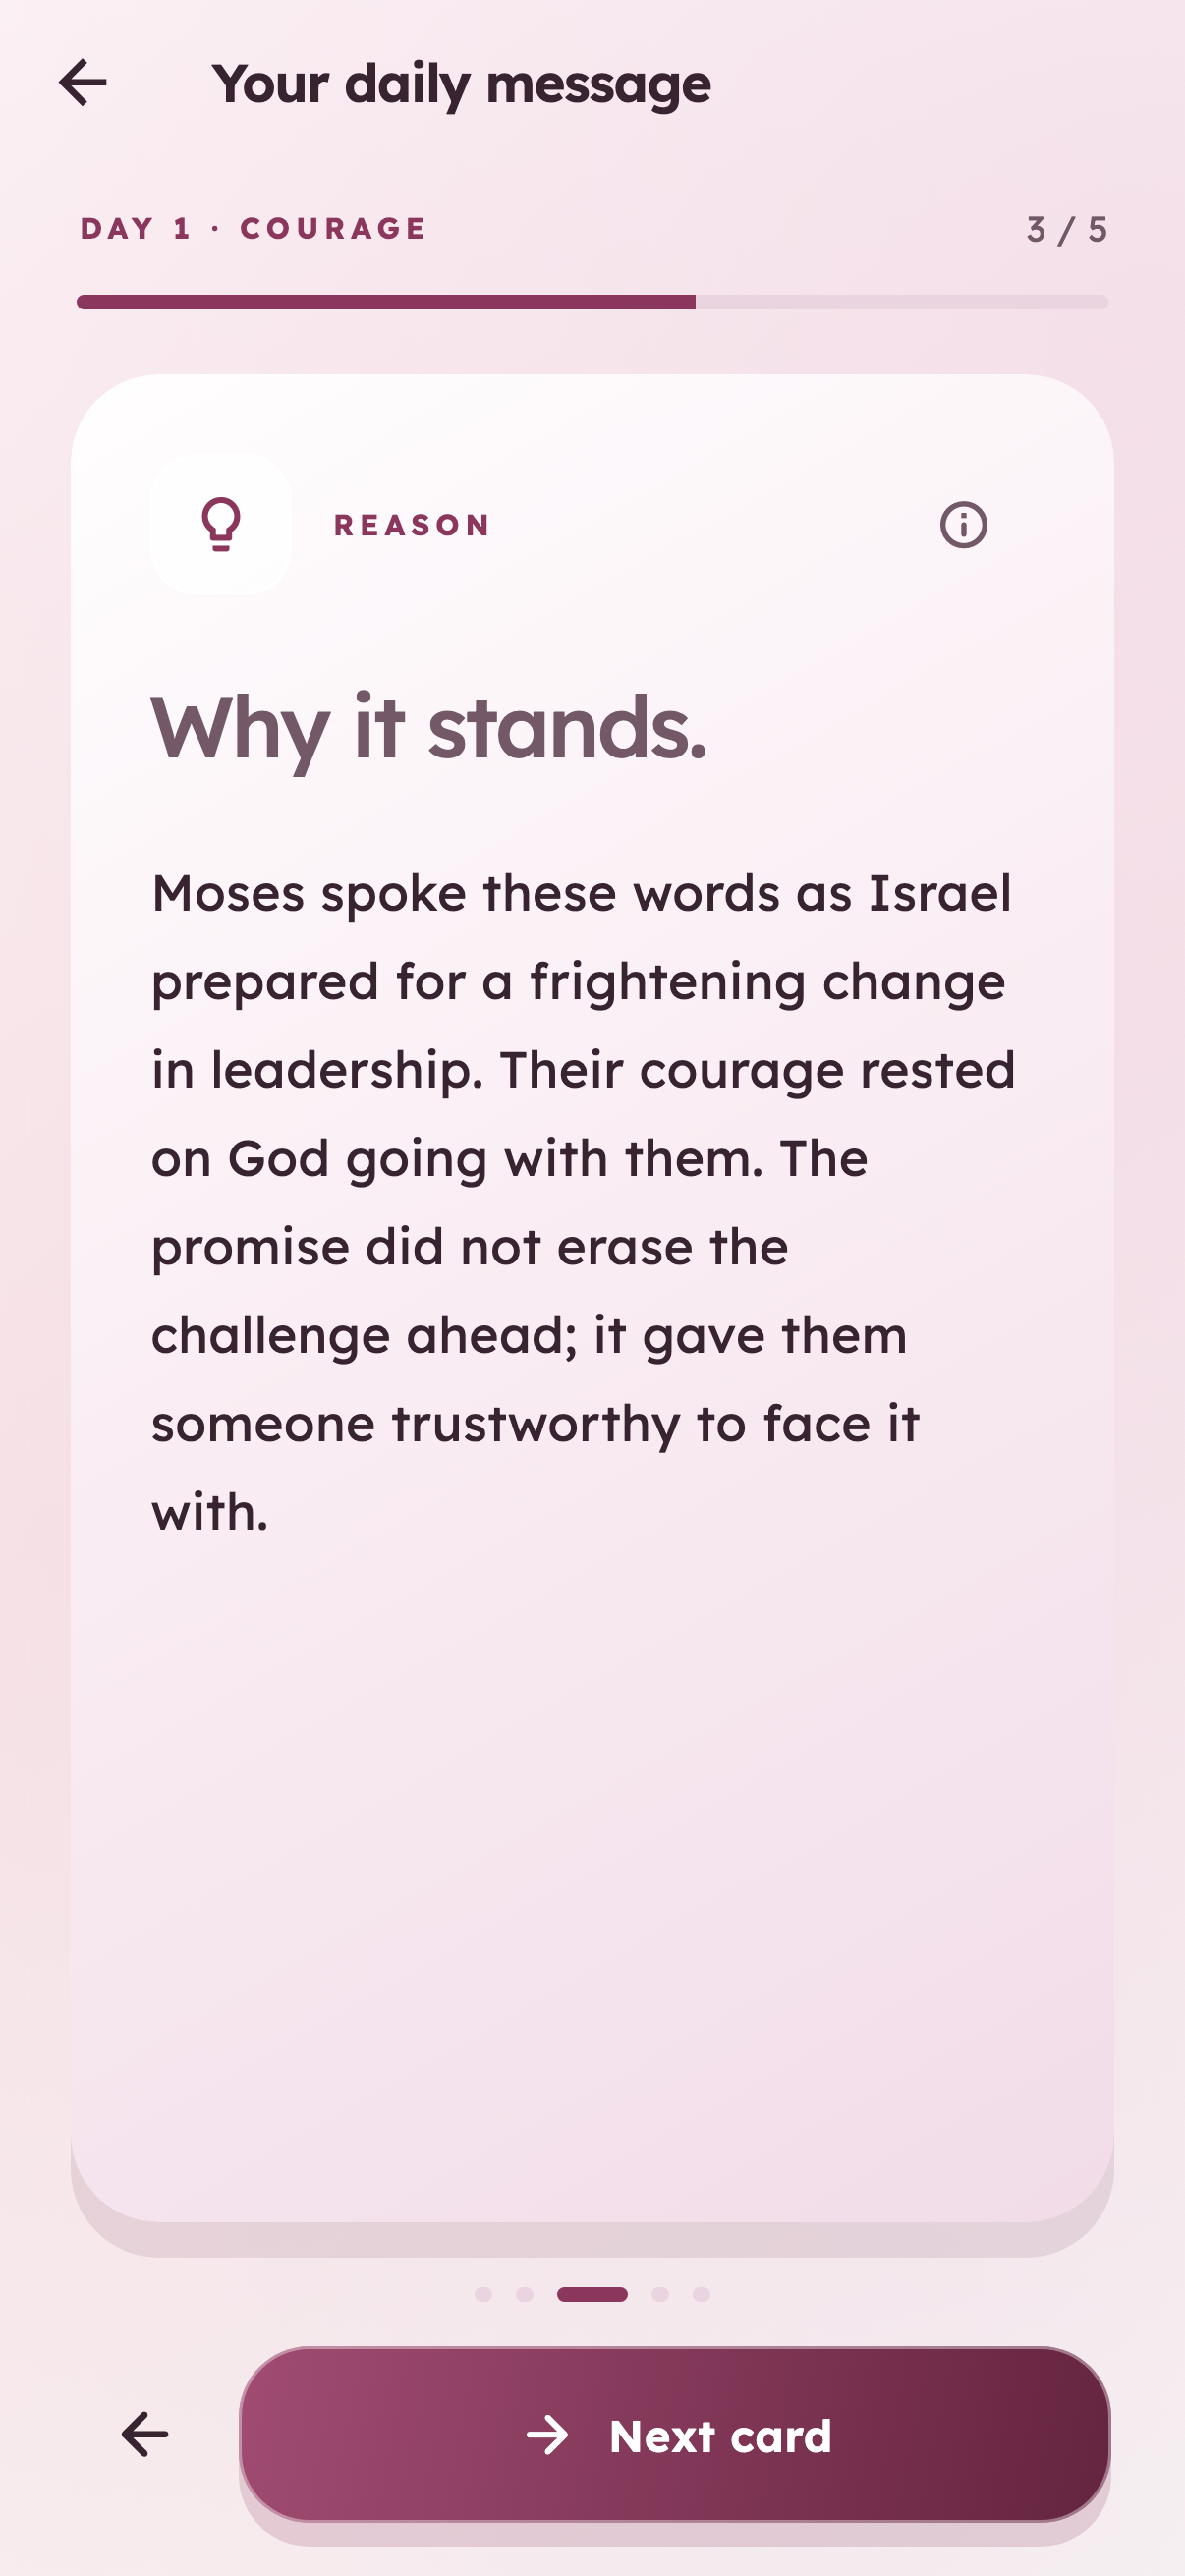 Your daily message
DAY 1 · COURAGE
3 / 5
REASON
Why it stands.
Moses spoke these words as Israel
prepared for a frightening change
in leadership. Their courage rested
on God going with them. The
promise did not erase the
challenge ahead; it gave them
someone trustworthy to face it
with.
Next card